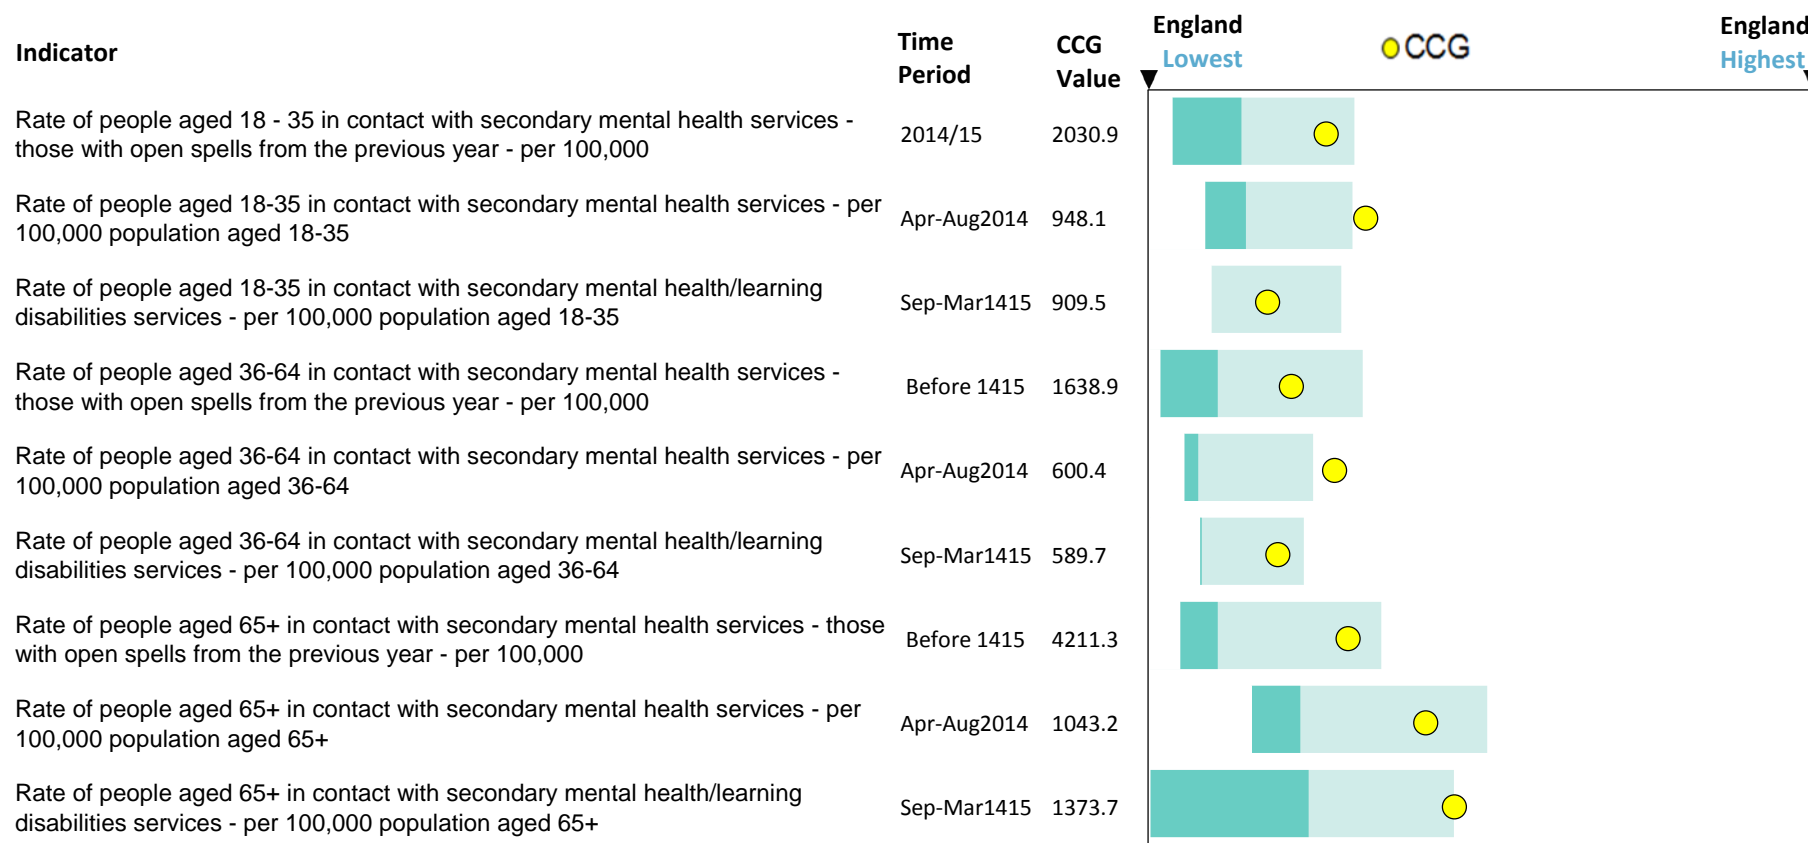 Indicator
Time
Period
CCG
Value
England
Lowest
CCG
England
Highest
Rate of people aged 18 - 35 in contact with secondary mental health services -
those with open spells from the previous year - per 100,000
2014/15
2030.9
Rate of people aged 18-35 in contact with secondary mental health services - per
100,000 population aged 18-35
Apr-Aug2014
948.1
Rate of people aged 18-35 in contact with secondary mental health/learning
disabilities services - per 100,000 population aged 18-35
Sep-Mar1415
909.5
Rate of people aged 36-64 in contact with secondary mental health services -
those with open spells from the previous year - per 100,000
Before 1415
1638.9
Rate of people aged 36-64 in contact with secondary mental health services - per
100,000 population aged 36-64
Apr-Aug2014
600.4
Rate of people aged 36-64 in contact with secondary mental health/learning
disabilities services - per 100,000 population aged 36-64
Sep-Mar1415
589.7
Rate of people aged 65+ in contact with secondary mental health services - those
with open spells from the previous year - per 100,000
Before 1415
4211.3
Rate of people aged 65+ in contact with secondary mental health services - per
100,000 population aged 65+
Apr-Aug2014
1043.2
Rate of people aged 65+ in contact with secondary mental health/learning
disabilities services - per 100,000 population aged 65+
Sep-Mar1415
1373.7